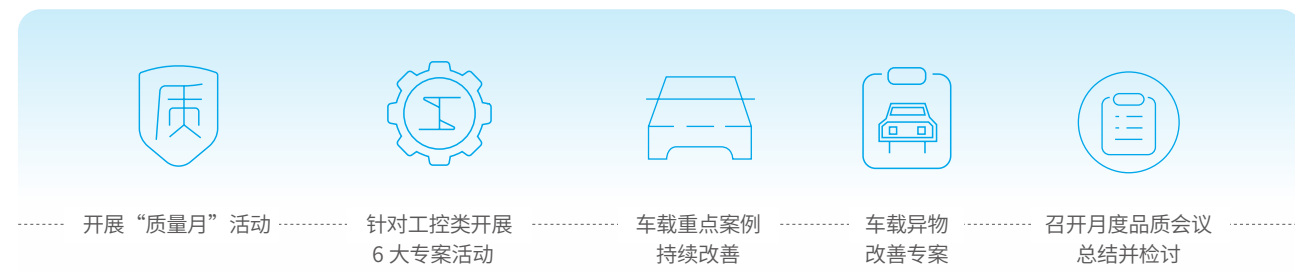 质
开展“质量月”活动
针对工控类开展
6 大专案活动
车载重点案例
持续改善
车载异物
改善专案
召开月度品质会议
总结并检讨